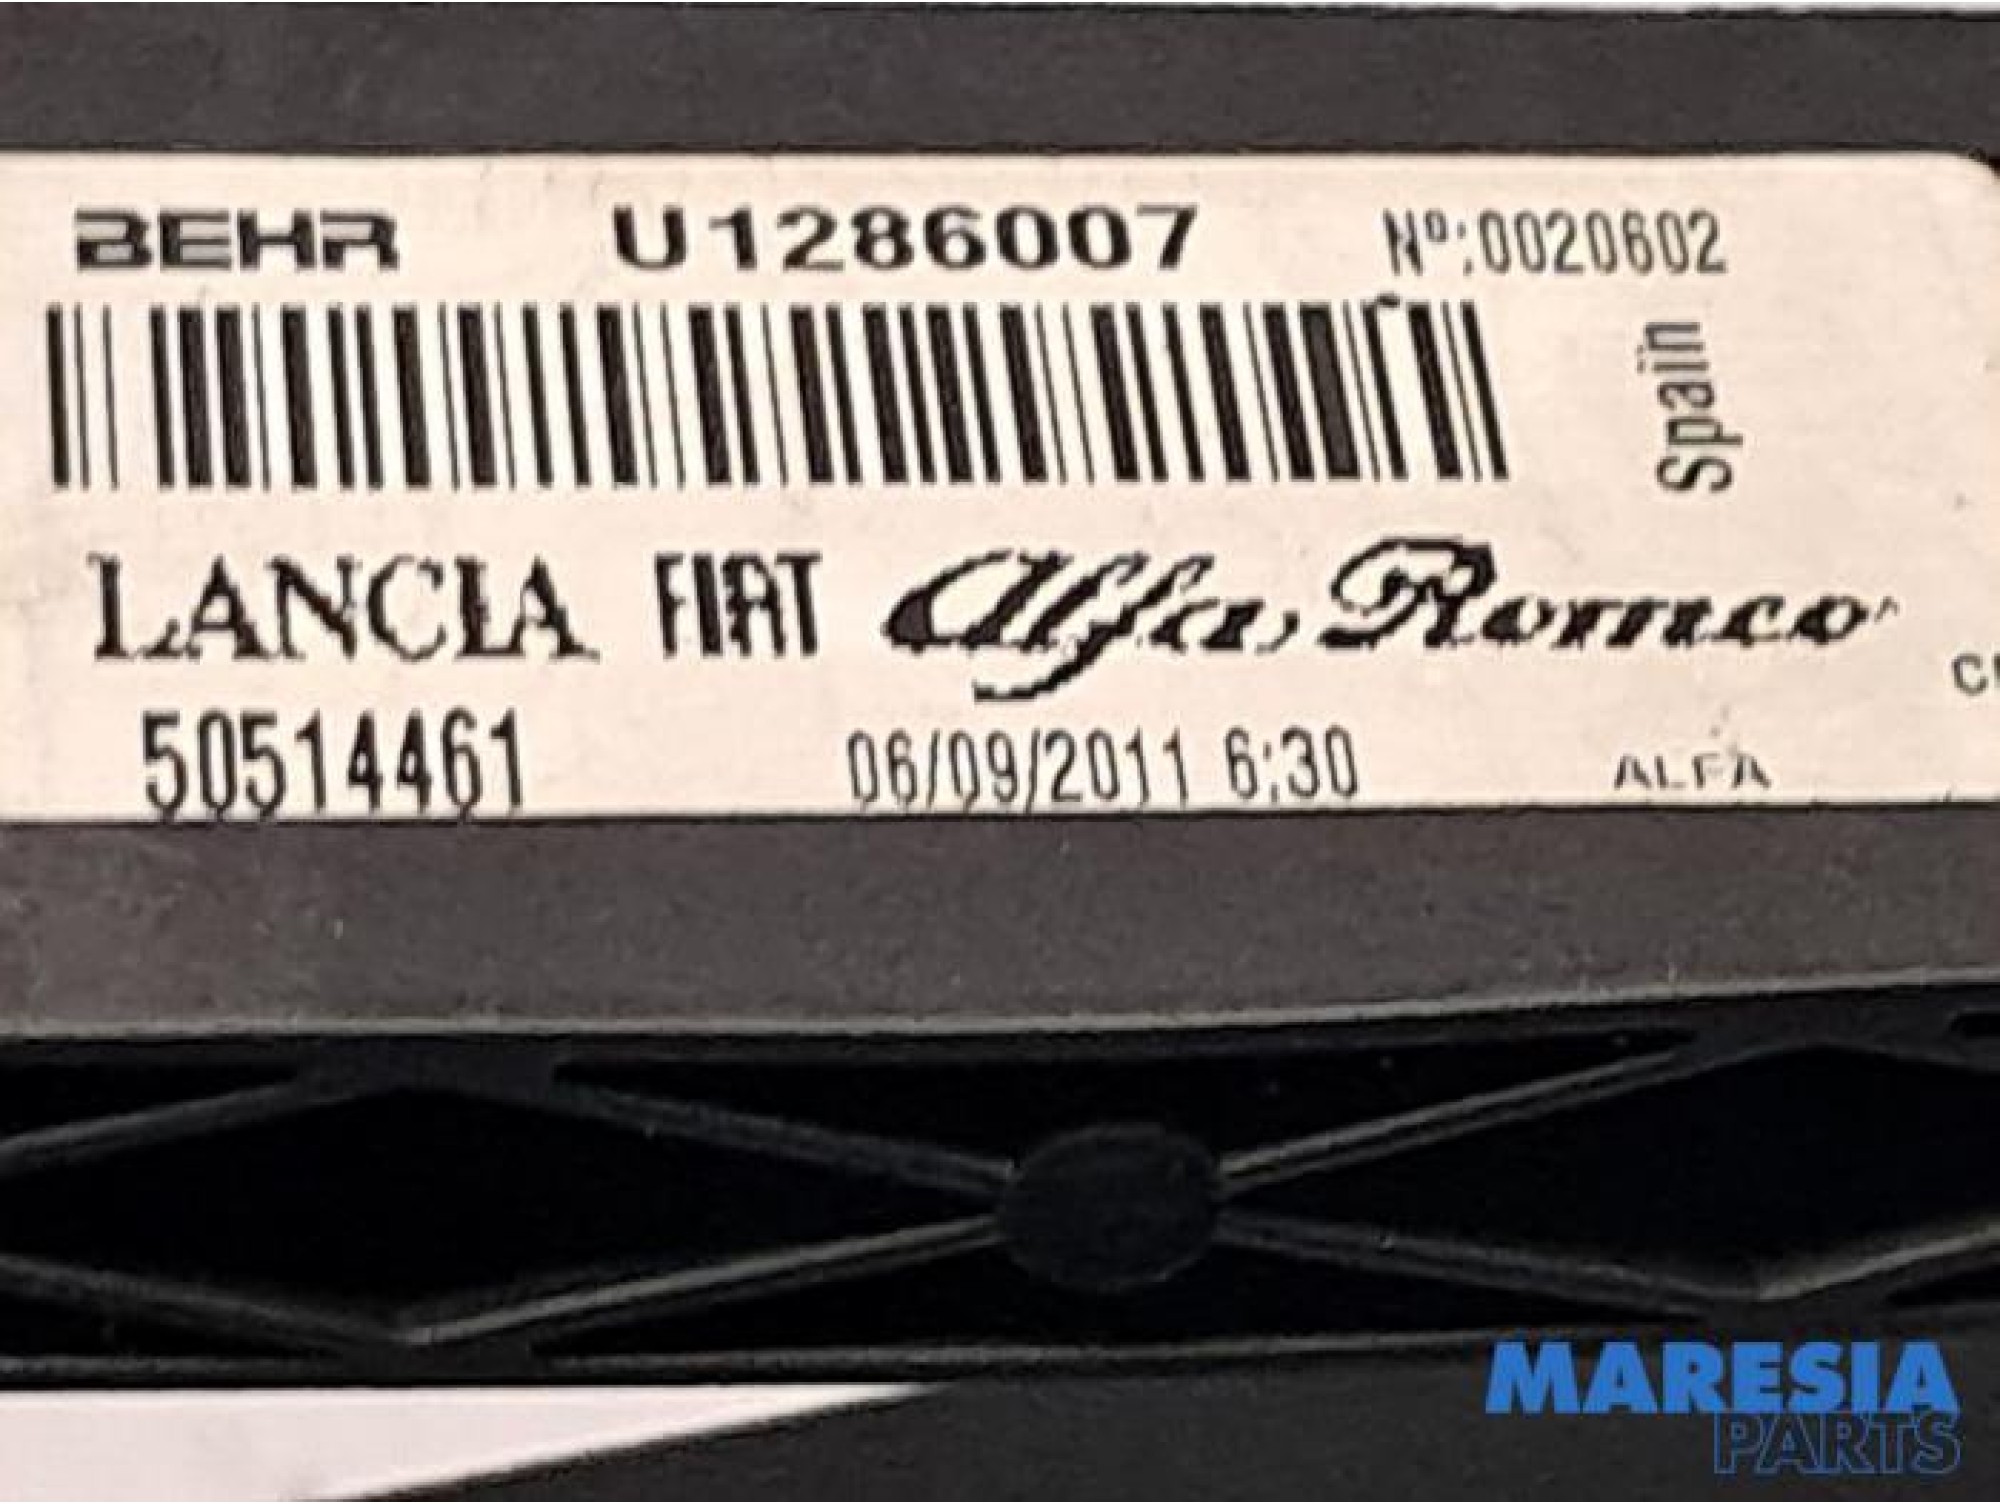 BEHR U1286007 Nº:0020602
Spain
LANCIA FIAT Alfa Romeo
50514461 06/09/2011 6:30 ALFA
MARESIA
PARTS